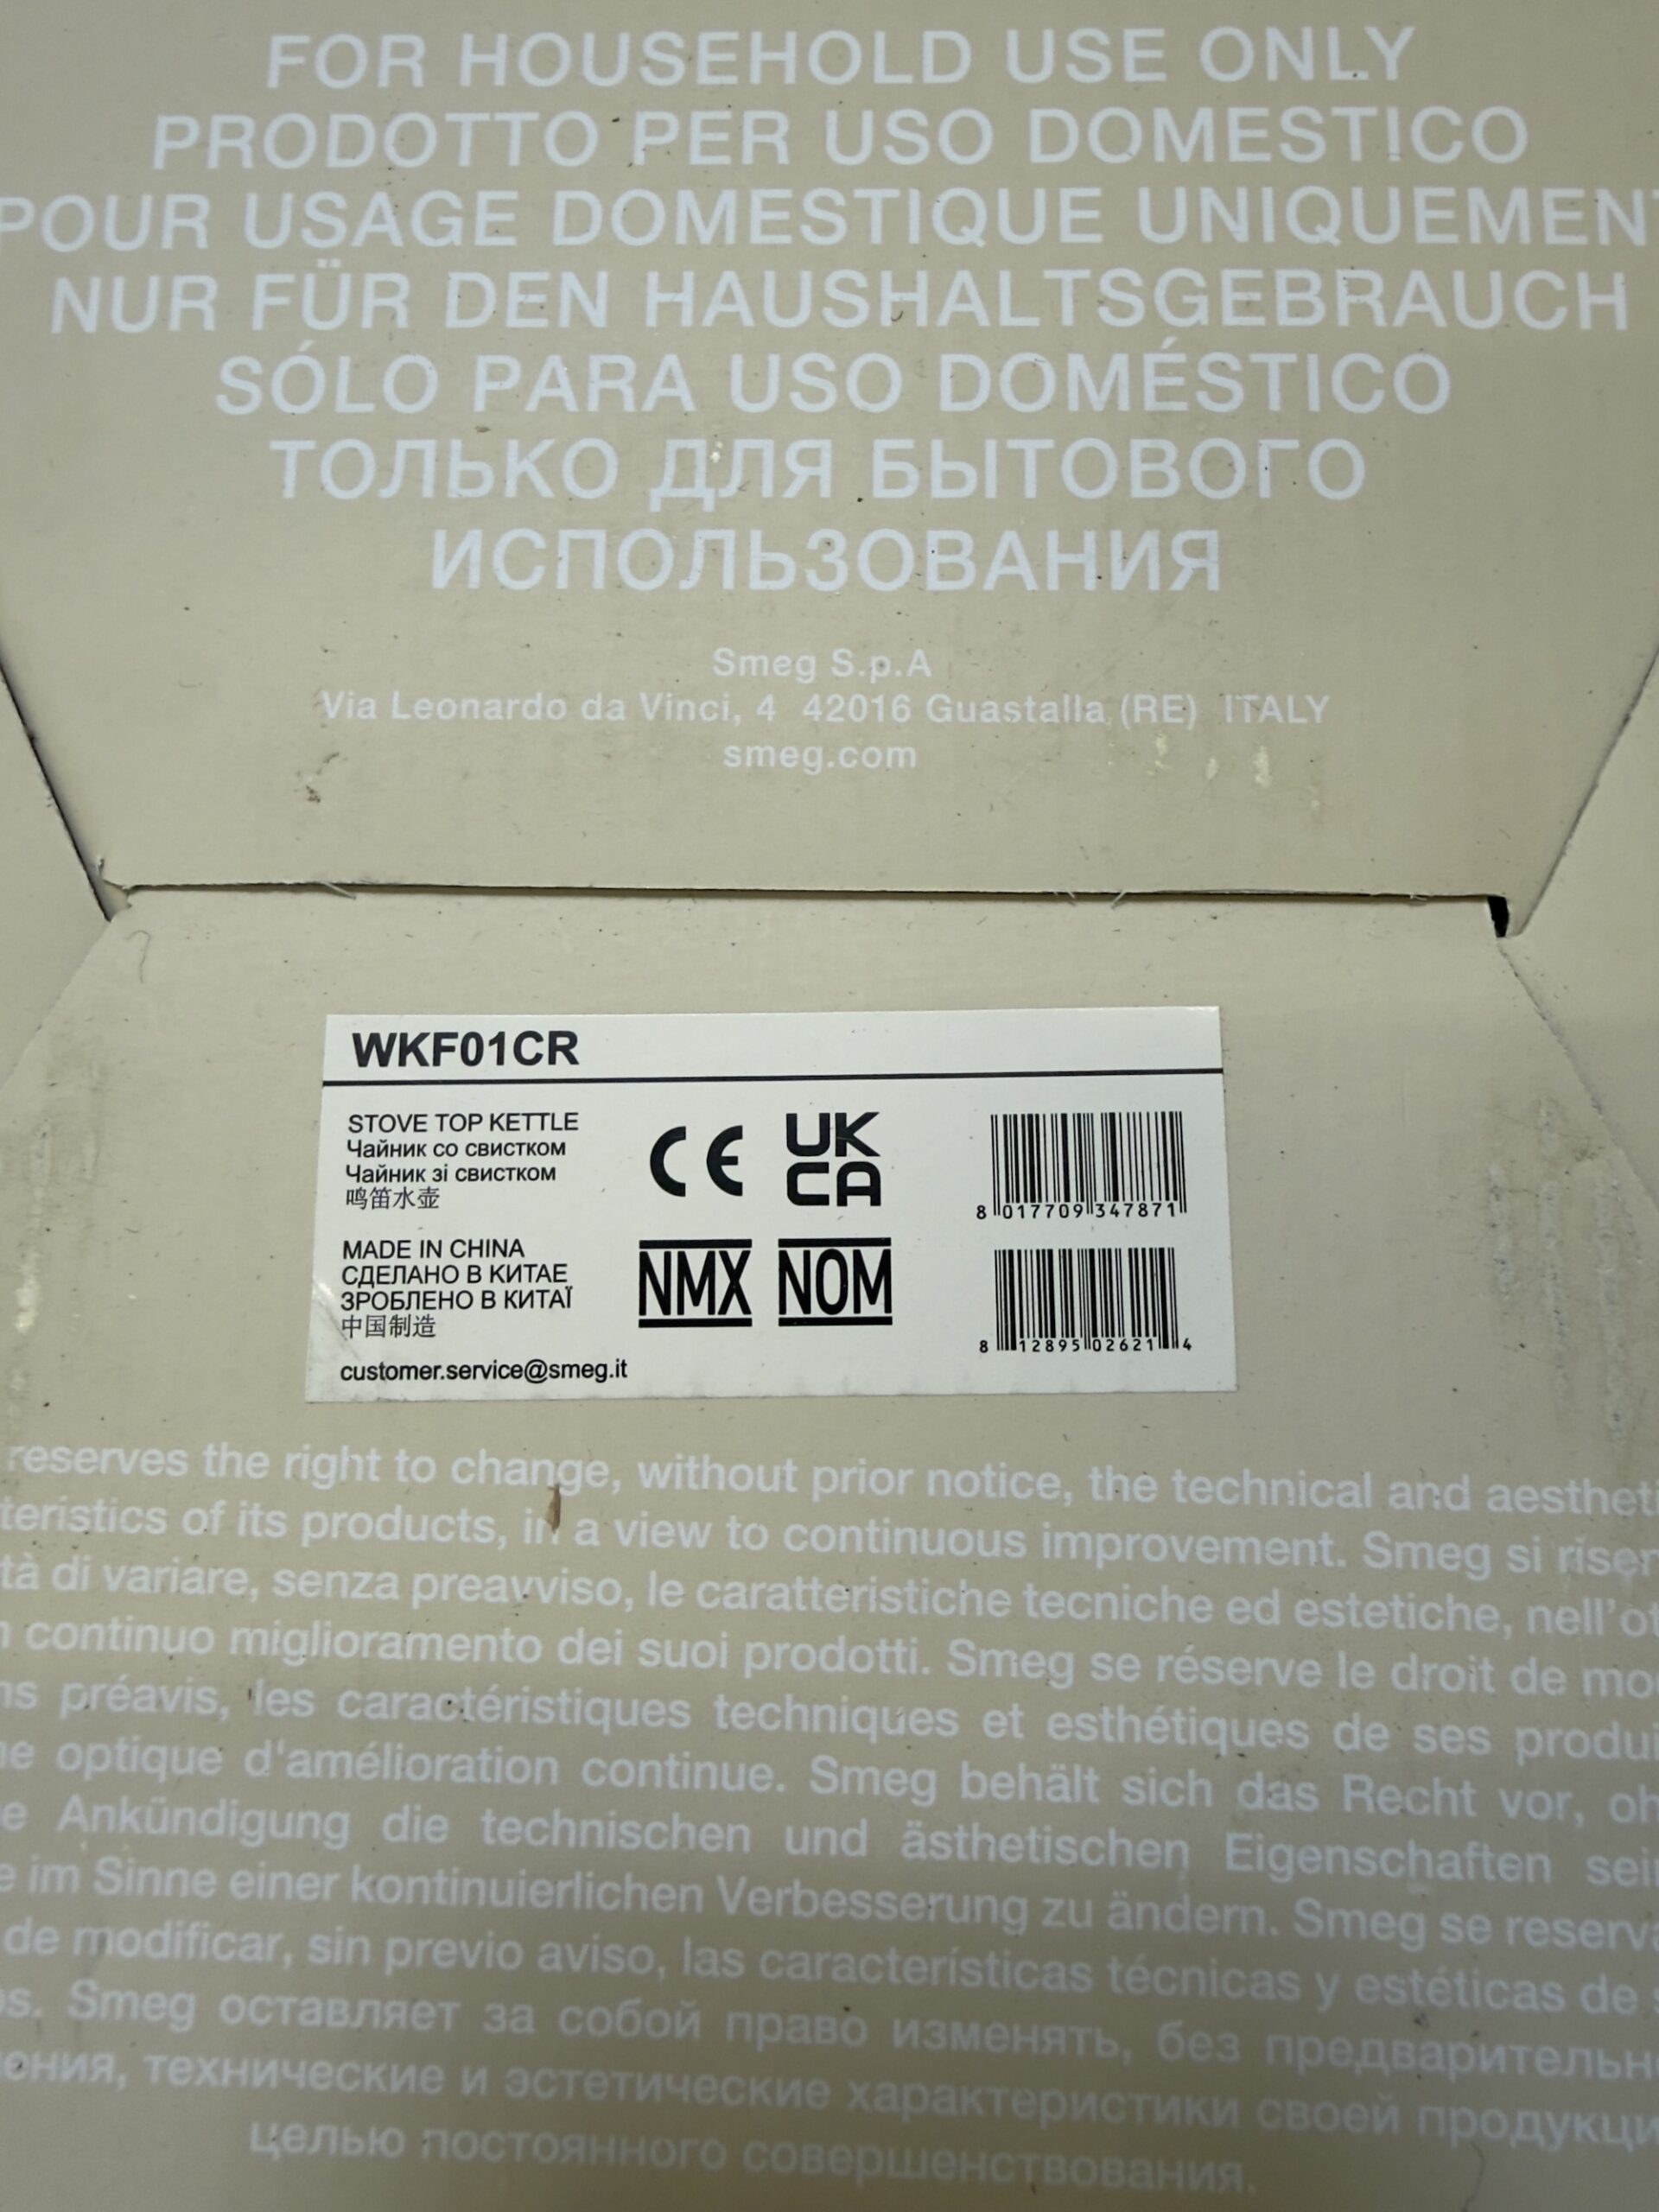 FOR HOUSEHOLD USE ONLY
PRODOTTO PER USO DOMESTICO
POUR USAGE DOMESTIQUE UNIQUEMENT
NUR FÜR DEN HAUSHALTSGEBRAUCH
SÓLO PARA USO DOMÉSTICO
ТОЛЬКО ДЛЯ БЫТОВОГО
ИСПОЛЬЗОВАНИЯ
Smeg S.p.A
Via Leonardo da Vinci, 4 42016 Guastalla (RE) ITALY
smeg.com
WKF01CR
STOVE TOP KETTLE
Чайник со свистком
Чайник зі свистком
鸣笛水壶
MADE IN CHINA
СДЕЛАНО В КИТАЕ
ЗРОБЛЕНО В КИТАЇ
中国制造
customer.service@smeg.it
CE
UK
CA
NMX NOM
8 017709 347871
8 12895 02621 4
reserves the right to change, without prior notice, the technical and aestheti
teristics of its products, in a view to continuous improvement. Smeg si riser
tà di variare, senza preavviso, le caratteristiche tecniche ed estetiche, nell'ot
n continuo miglioramento dei suoi prodotti. Smeg se réserve le droit de mo
ns préavis, les caractéristiques techniques et esthétiques de ses produi
ne optique d'amélioration continue. Smeg behält sich das Recht vor, oh
e Ankündigung die technischen und ästhetischen Eigenschaften sei
e im Sinne einer kontinuierlichen Verbesserung zu ändern. Smeg se reserva
de modificar, sin previo aviso, las características técnicas y estéticas de s
os. Smeg оставляет за собой право изменять, без предварительн
ения, технические и эстетические характеристики своей продукци
целью постоянного совершенствования.